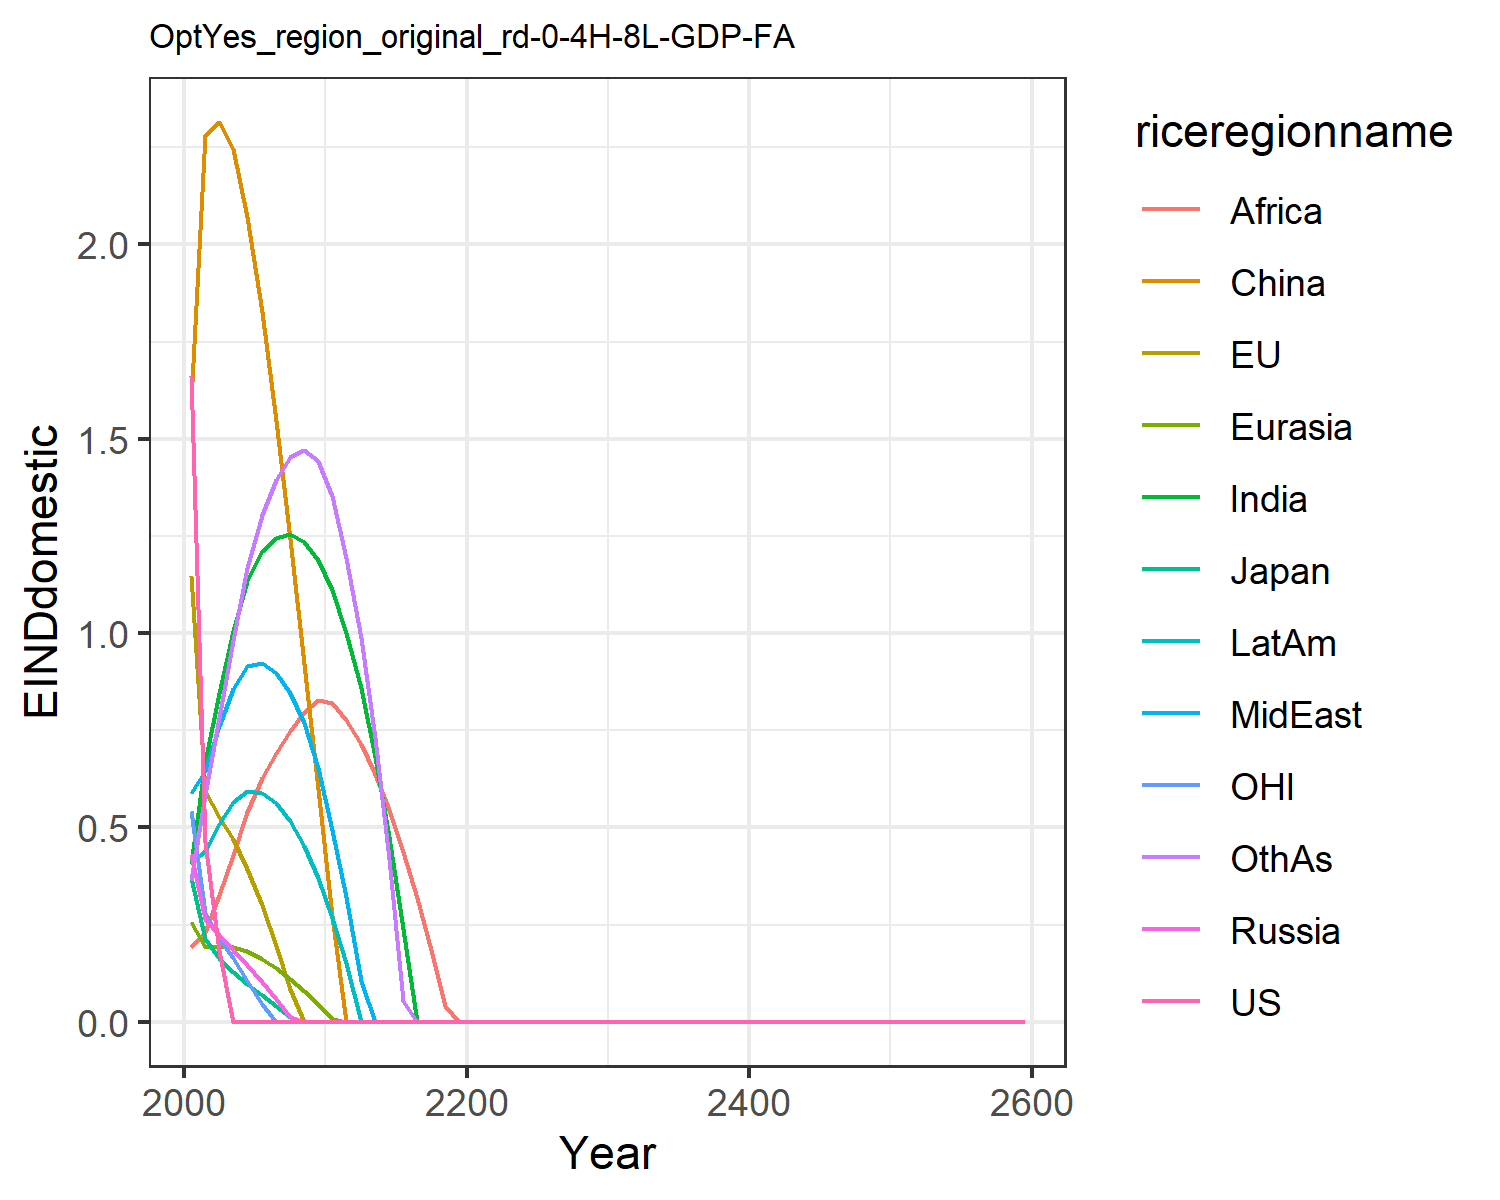 OptYes_region_original_rd-0-4H-8L-GDP-FA
EINDdomestic
2.0
1.5
1.0
0.5
0.0
2000 2200 2400 2600
Year
riceregionname
Africa
China
EU
Eurasia
India
Japan
LatAm
MidEast
OHI
OthAs
Russia
US